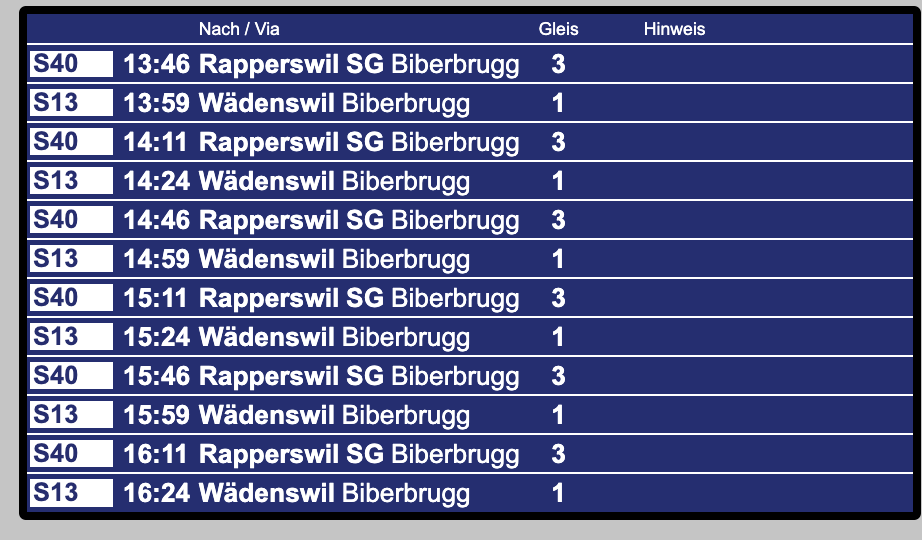 Nach / Via Gleis Hinweis
S40 13:46 Rapperswil SG Biberbrugg 3
S13 13:59 Wädenswil Biberbrugg 1
S40 14:11 Rapperswil SG Biberbrugg 3
S13 14:24 Wädenswil Biberbrugg 1
S40 14:46 Rapperswil SG Biberbrugg 3
S13 14:59 Wädenswil Biberbrugg 1
S40 15:11 Rapperswil SG Biberbrugg 3
S13 15:24 Wädenswil Biberbrugg 1
S40 15:46 Rapperswil SG Biberbrugg 3
S13 15:59 Wädenswil Biberbrugg 1
S40 16:11 Rapperswil SG Biberbrugg 3
S13 16:24 Wädenswil Biberbrugg 1